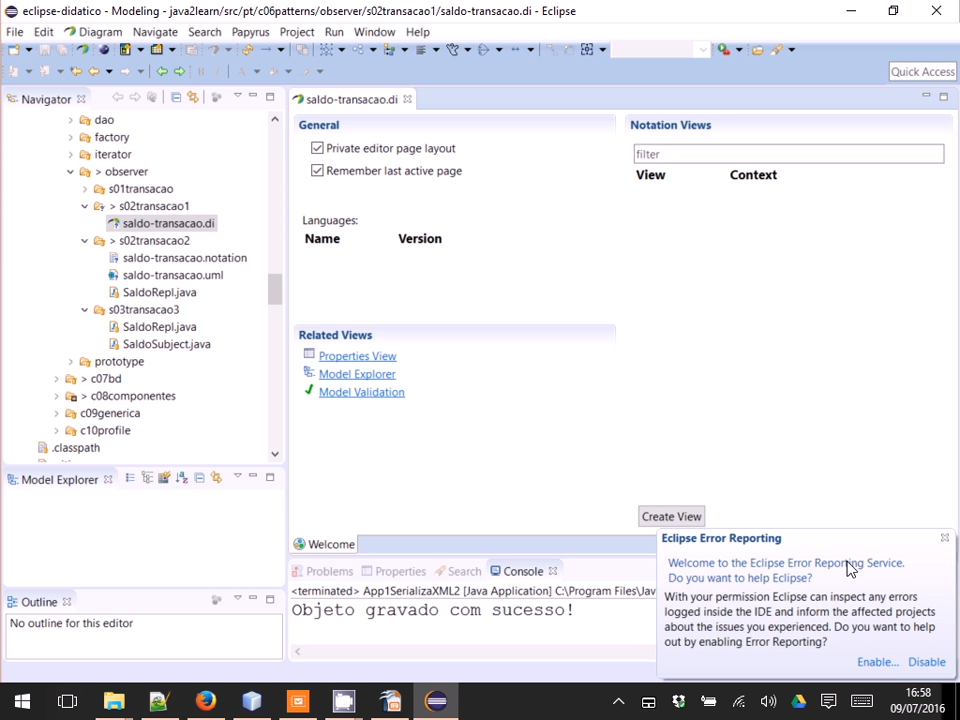 eclipse-didatico - Modeling - java2learn/src/pt/c06patterns/observer/s02transacao1/saldo-transacao.di - Eclipse
File Edit Diagram Navigate Search Papyrus Project Run Window Help
Quick Access
Navigator
saldo-transacao.di
dao
factory
iterator
> observer
s01transacao
> s02transacao1
saldo-transacao.di
> s02transacao2
saldo-transacao.notation
saldo-transacao.uml
SaldoRepl.java
s03transacao3
SaldoRepl.java
SaldoSubject.java
prototype
> c07bd
> c08componentes
c09generica
c10profile
.classpath
General
Private editor page layout
Remember last active page
Languages:
Name Version
Related Views
Properties View
Model Explorer
Model Validation
Notation Views
filter
View Context
Create View
Welcome
Model Explorer
Outline
No outline for this editor
Problems Properties Search Console
<terminated> App1SerializaXML2 [Java Application] C:\Program Files\Jav
Objeto gravado com sucesso!
Eclipse Error Reporting
Welcome to the Eclipse Error Reporting Service.
Do you want to help Eclipse?
With your permission Eclipse can inspect any errors
logged inside the IDE and inform the affected projects
about the issues you experienced. Do you want to help
out by enabling Error Reporting?
Enable... Disable
16:58
09/07/2016